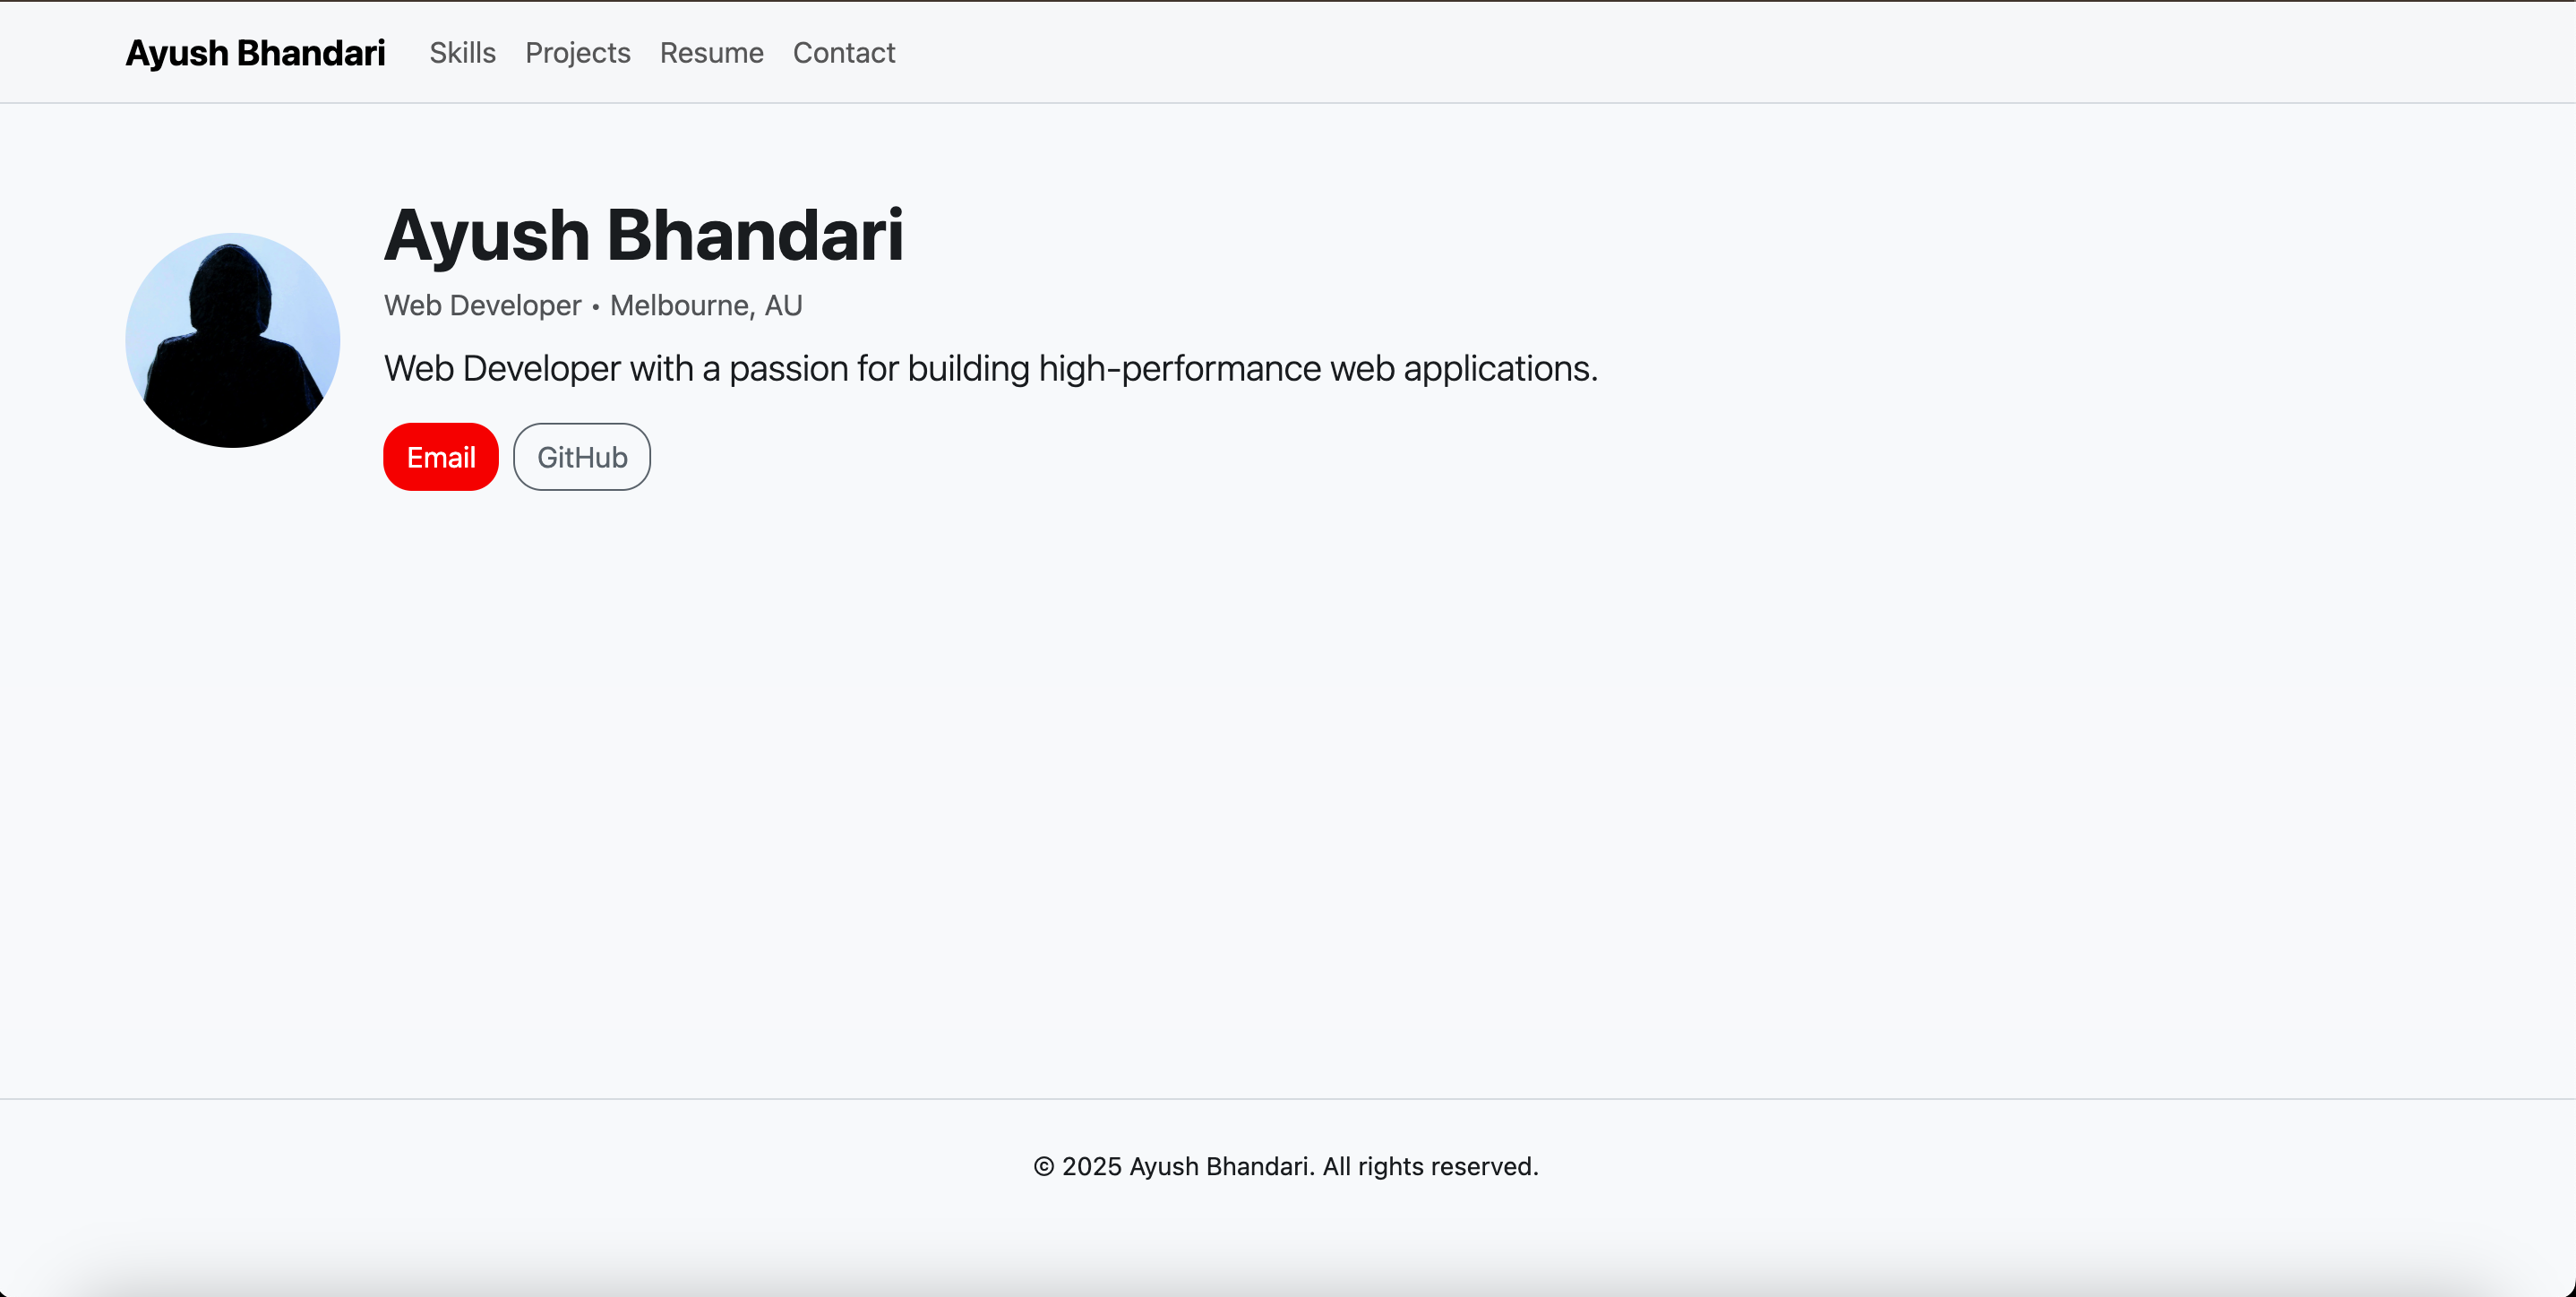 Ayush Bhandari Skills Projects Resume Contact
Ayush Bhandari
Web Developer • Melbourne, AU
Web Developer with a passion for building high-performance web applications.
Email GitHub
© 2025 Ayush Bhandari. All rights reserved.